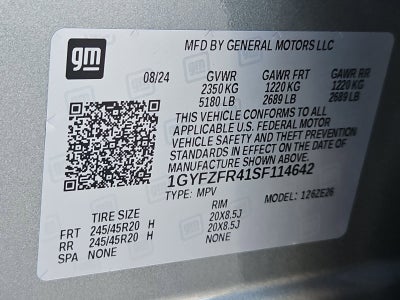 gm
MFD BY GENERAL MOTORS LLC
08/24 GVWR GAWR FRT GAWR RR
2350 KG 1220 KG 1220 KG
5180 LB 2689 LB 2689 LB
THIS VEHICLE CONFORMS TO ALL
APPLICABLE U.S. FEDERAL MOTOR
VEHICLE SAFETY AND THEFT PREVENTION
STANDARDS IN EFFECT ON THE DATE OF
MANUFACTURE SHOWN ABOVE.
1GYFZFR41SF114642
TYPE: MPV MODEL: 126ZE26
TIRE SIZE RIM
FRT 245/45R20 H 20X8.5J
RR 245/45R20 H 20X8.5J
SPA NONE NONE